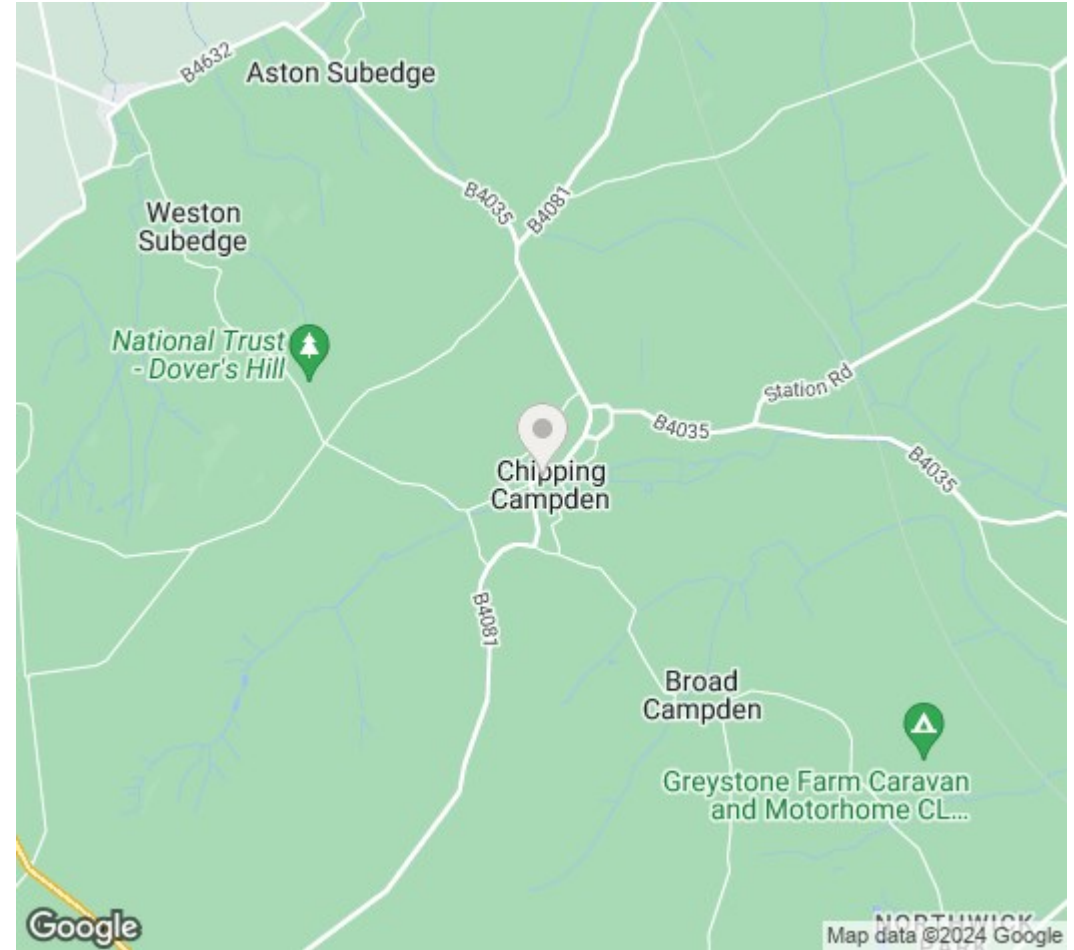 B4632
Aston Subedge
B4035
B4081
Weston
Subedge
National Trust
- Dover's Hill
Station Rd
B4035
B4035
Chipping
Campden
B4081
Broad
Campden
Greystone Farm Caravan
and Motorhome CL...
NORTHWICK
Google
Map data ©2024 Google